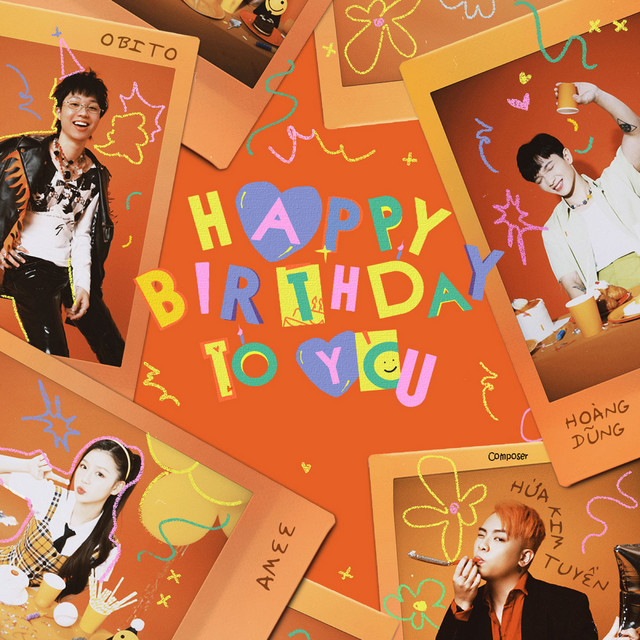 OBITO
HAPPY
BIRTHDAY
TO YOU
HOÀNG
DŨNG
AMEE
Composer
HỨA KIM
TUYỀN